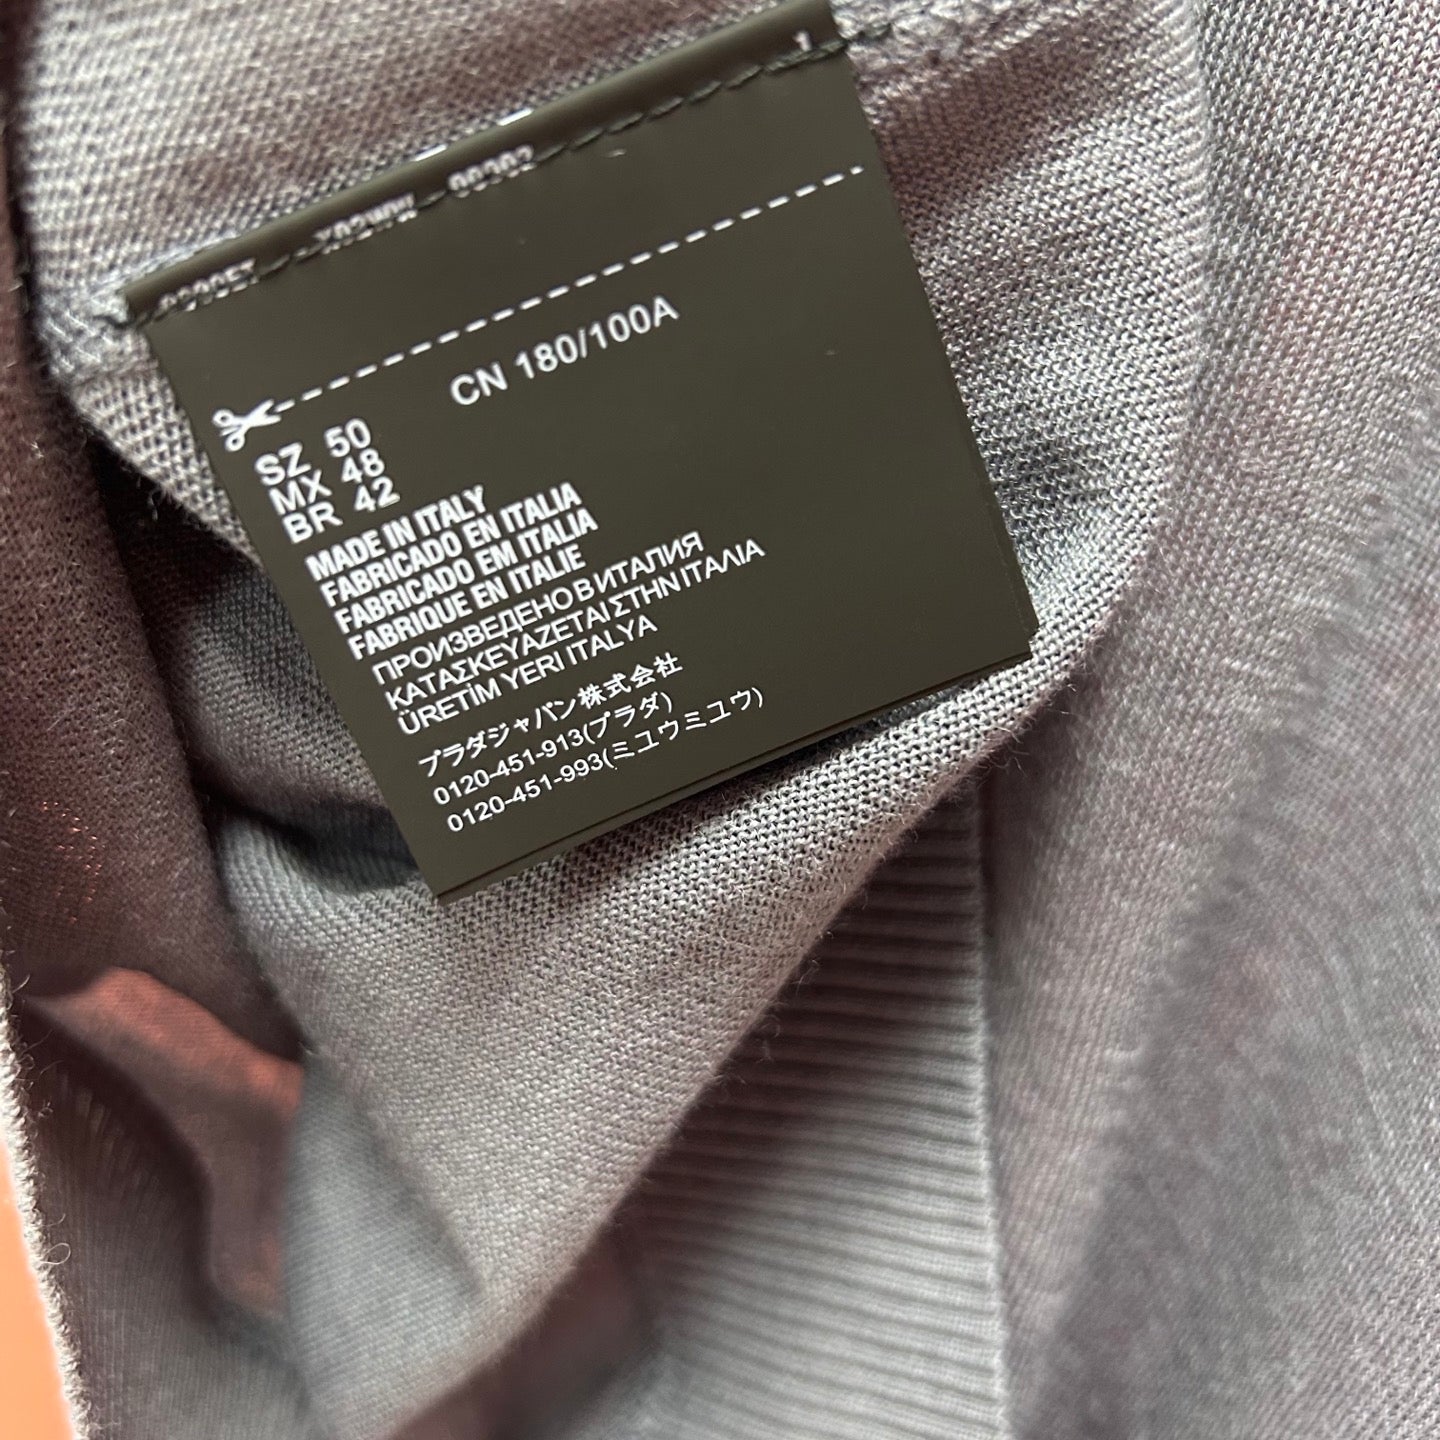 CN 180/100A
SZ 50
MX 48
BR 42
MADE IN ITALY
FABRICADO EN ITALIA
FABRICADO EM ITALIA
FABRIQUE EN ITALIE
ПРОИЗВЕДЕНО В ИТАЛИЯ
ΚΑΤΑΣΚΕΥΑΖΕΤΑΙ ΣΤΗΝ ΙΤΑΛΙΑ
ÜRETİM YERI ITALYA
プラダジャパン株式会社
0120-451-913(プラダ)
0120-451-993(ミュウミュウ)